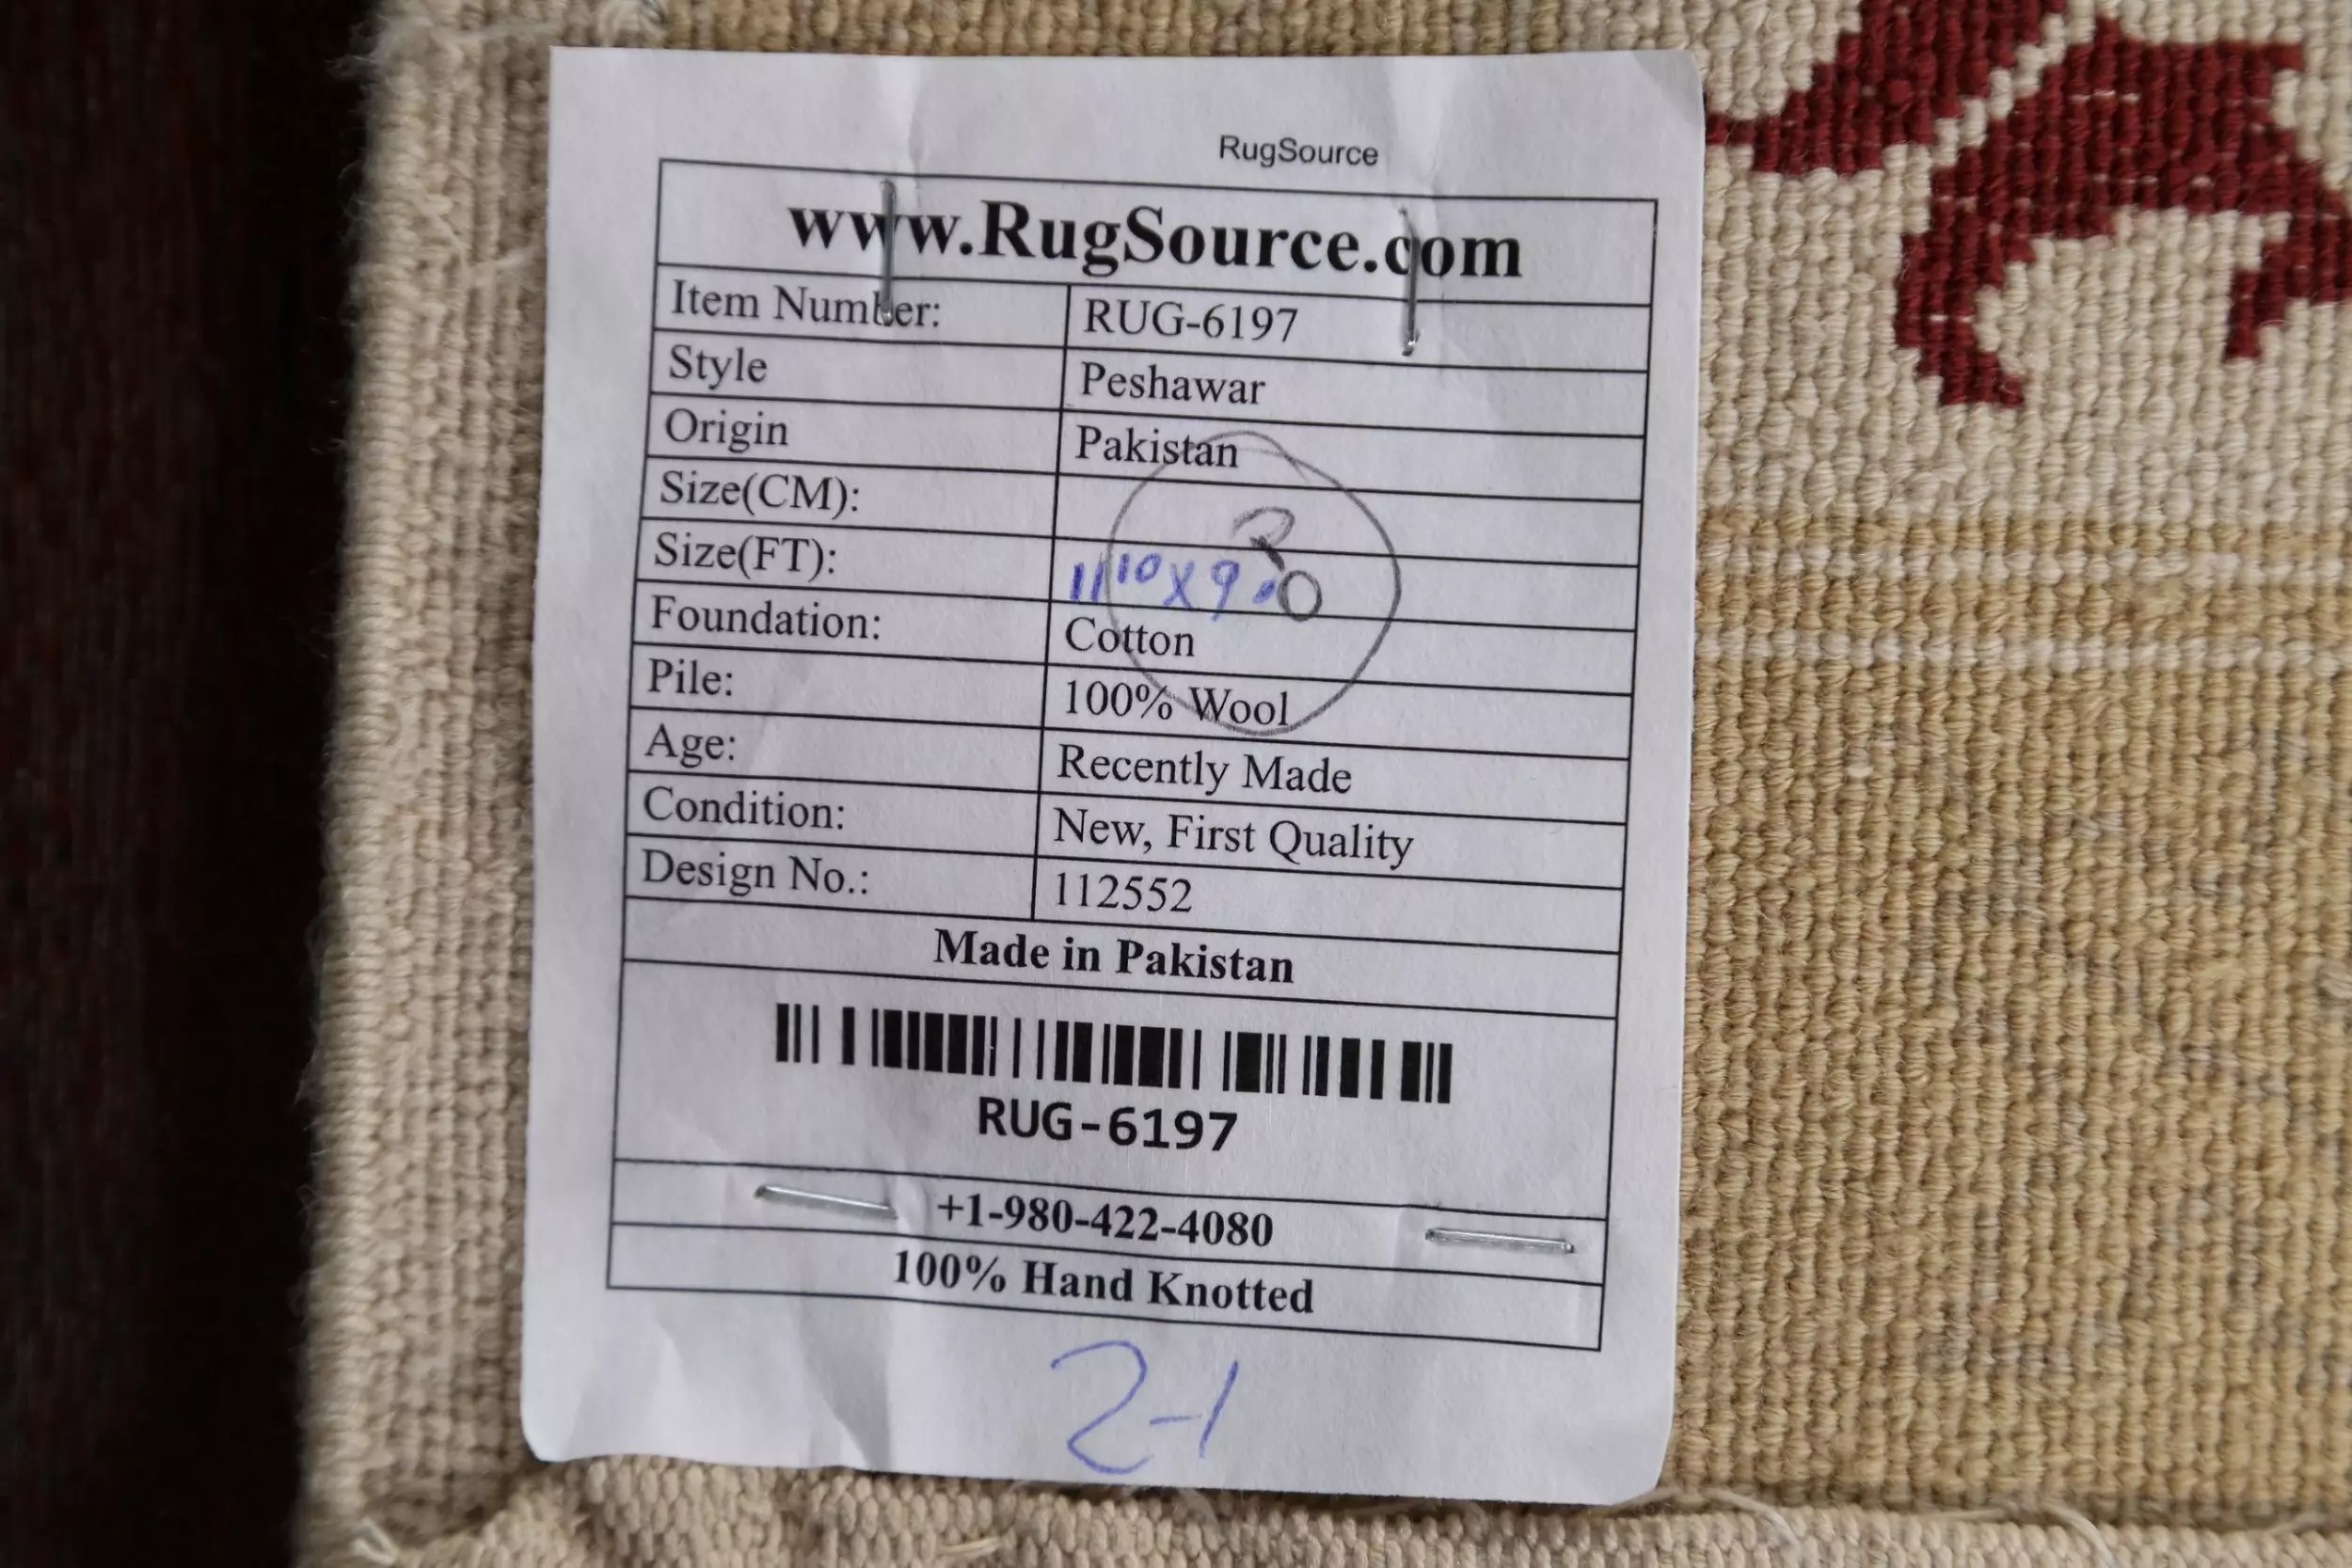 RugSource
www.RugSource.com
Item Number: RUG-6197
Style Peshawar
Origin Pakistan
Size(CM):
Size(FT): 11'10 X 9.0
Foundation: Cotton
Pile: 100% Wool
Age: Recently Made
Condition: New, First Quality
Design No.: 112552
Made in Pakistan
RUG-6197
+1-980-422-4080
100% Hand Knotted
2-1